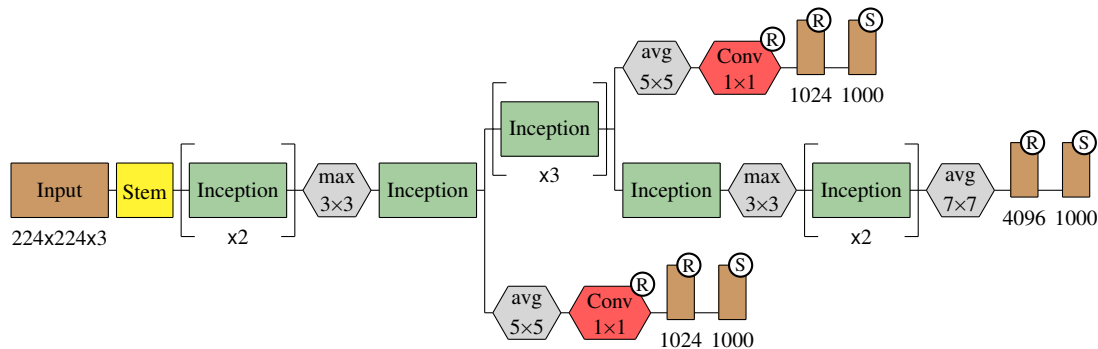 R
S
avg
5×5
R
Conv
1×1
1024
1000
Inception
x3
Input
224x224x3
Stem
Inception
x2
max
3×3
Inception
Inception
max
3×3
Inception
x2
avg
7×7
R
S
4096
1000
avg
5×5
R
Conv
1×1
R
S
1024
1000